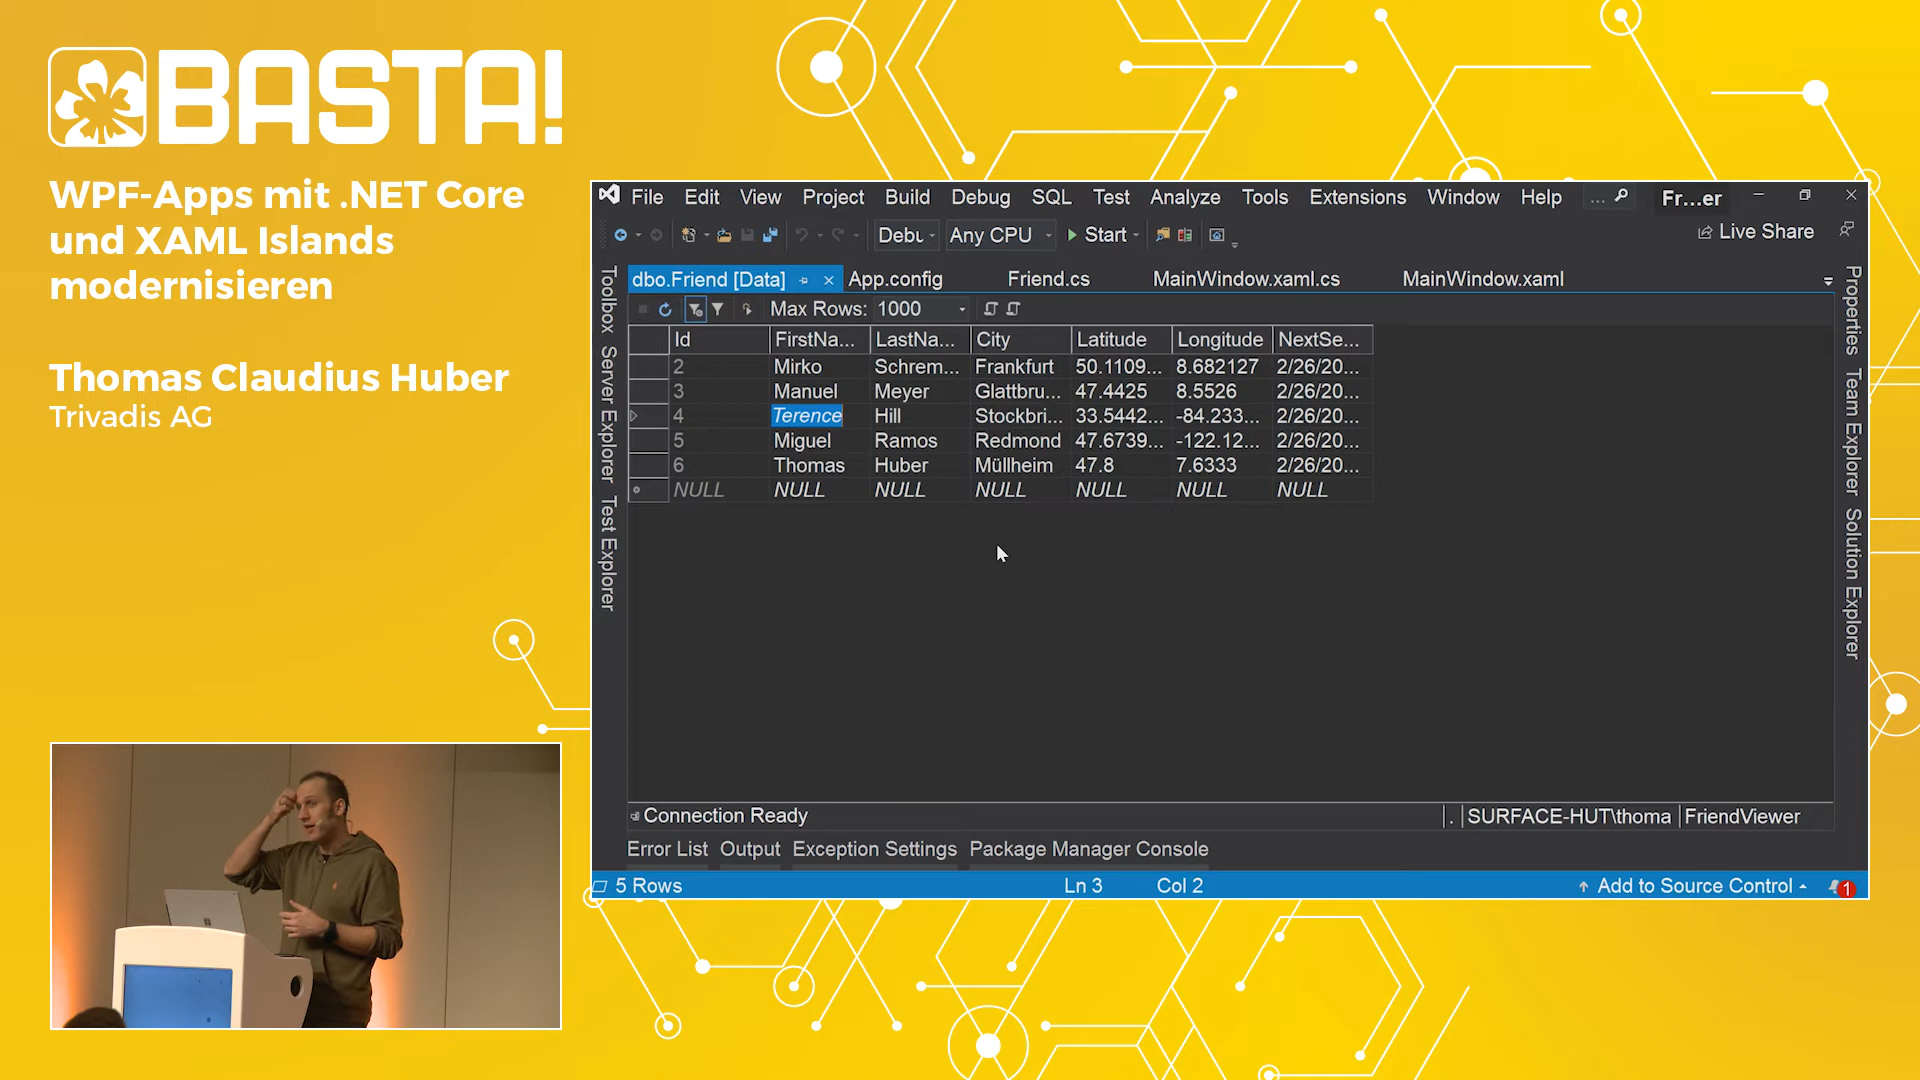 BASTA!
WPF-Apps mit .NET Core
und XAML Islands
modernisieren
Thomas Claudius Huber
Trivadis AG
File Edit View Project Build Debug SQL Test Analyze Tools Extensions Window Help ... Fr...er
Debu Any CPU Start Live Share
dbo.Friend [Data] App.config Friend.cs MainWindow.xaml.cs MainWindow.xaml
Max Rows: 1000
Id FirstNa... LastNa... City Latitude Longitude NextSe...
2 Mirko Schrem... Frankfurt 50.1109... 8.682127 2/26/20...
3 Manuel Meyer Glattbru... 47.4425 8.5526 2/26/20...
4 Terence Hill Stockbri... 33.5442... -84.233... 2/26/20...
5 Miguel Ramos Redmond 47.6739... -122.12... 2/26/20...
6 Thomas Huber Müllheim 47.8 7.6333 2/26/20...
NULL NULL NULL NULL NULL NULL NULL
Toolbox
Server Explorer
Test Explorer
Properties
Team Explorer
Solution Explorer
Connection Ready . SURFACE-HUT\thoma FriendViewer
Error List Output Exception Settings Package Manager Console
5 Rows Ln 3 Col 2 Add to Source Control 1